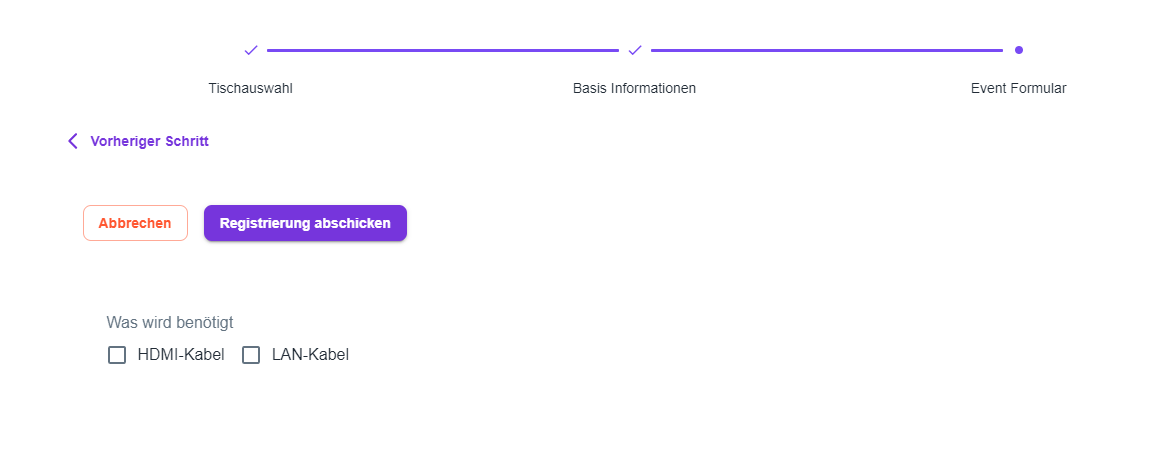 Tischauswahl
Basis Informationen
Event Formular
Vorheriger Schritt
Abbrechen
Registrierung abschicken
Was wird benötigt
HDMI-Kabel
LAN-Kabel